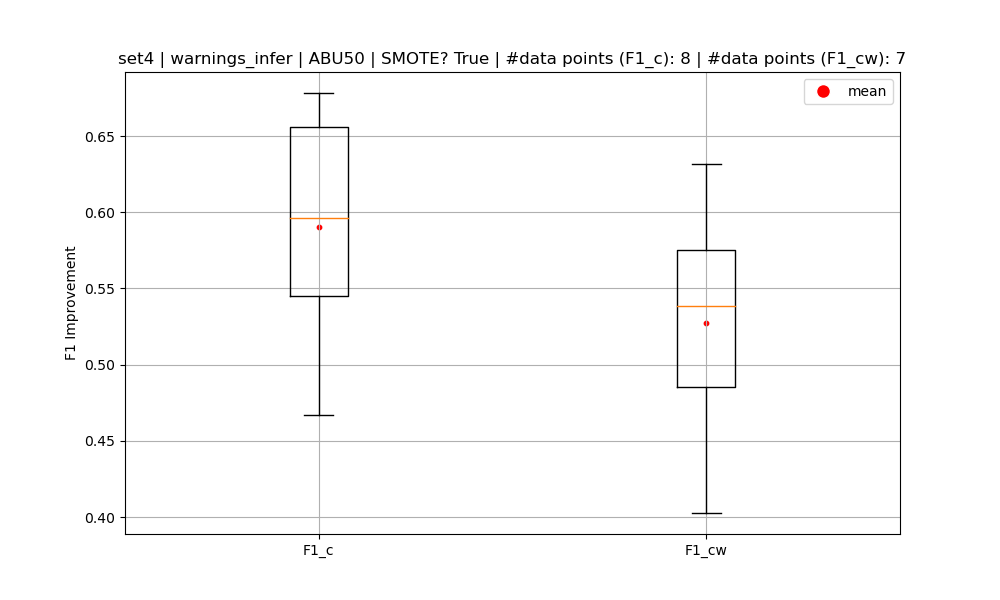 set4 | warnings_infer | ABU50 | SMOTE? True | #data points (F1_c): 8 | #data points (F1_cw): 7
mean
0.65
0.60
0.55
0.50
0.45
0.40
F1 Improvement
F1_c
F1_cw